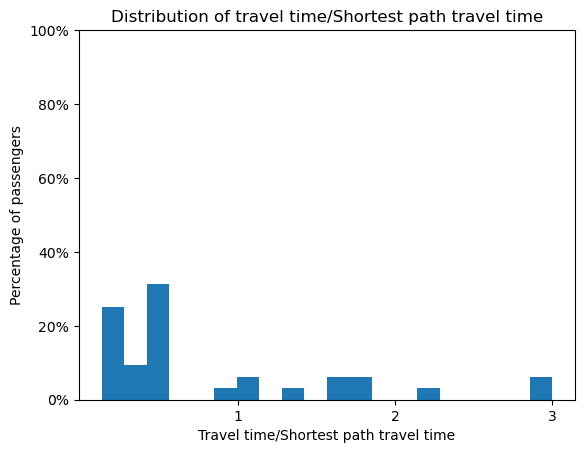 Distribution of travel time/Shortest path travel time
100%
80%
60%
40%
20%
0%
Percentage of passengers
1 2 3
Travel time/Shortest path travel time